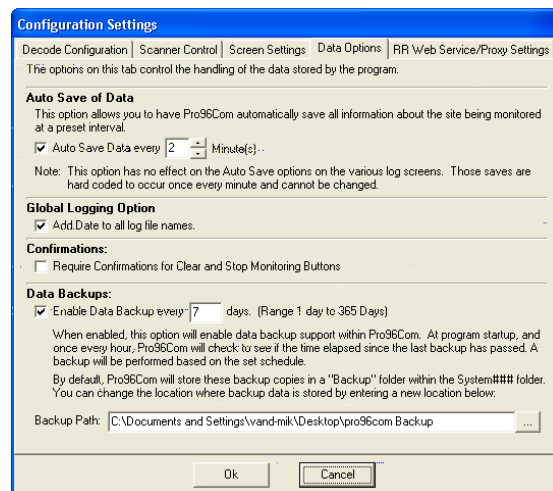 Configuration Settings
Decode Configuration Scanner Control Screen Settings Data Options RR Web Service/Proxy Settings
The options on this tab control the handling of the data stored by the program.
Auto Save of Data
This option allows you to have Pro96Com automatically save all information about the site being monitored
at a preset interval.
Auto Save Data every 2 Minute(s)..
Note: This option has no effect on the Auto Save options on the various log screens. Those saves are
hard coded to occur once every minute and cannot be changed.
Global Logging Option
Add Date to all log file names.
Confirmations:
Require Confirmations for Clear and Stop Monitoring Buttons
Data Backups:
Enable Data Backup every 7 days. (Range 1 day to 365 Days)
When enabled, this option will enable data backup support within Pro96Com. At program startup, and
once every hour, Pro96Com will check to see if the time elapsed since the last backup has passed. A
backup will be performed based on the set schedule.
By default, Pro96Com will store these backup copies in a "Backup" folder within the System### folder.
You can change the location where backup data is stored by entering a new location below:
Backup Path: C:\Documents and Settings\vand-mik\Desktop\pro96com Backup ...
Ok Cancel